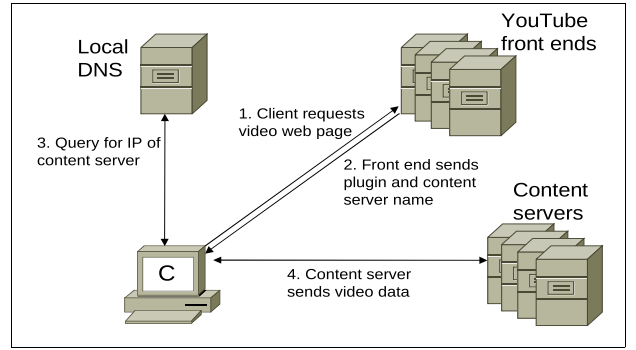 Local
DNS
YouTube
front ends
1. Client requests
video web page
3. Query for IP of
content server
2. Front end sends
plugin and content
server name
Content
servers
C
4. Content server
sends video data